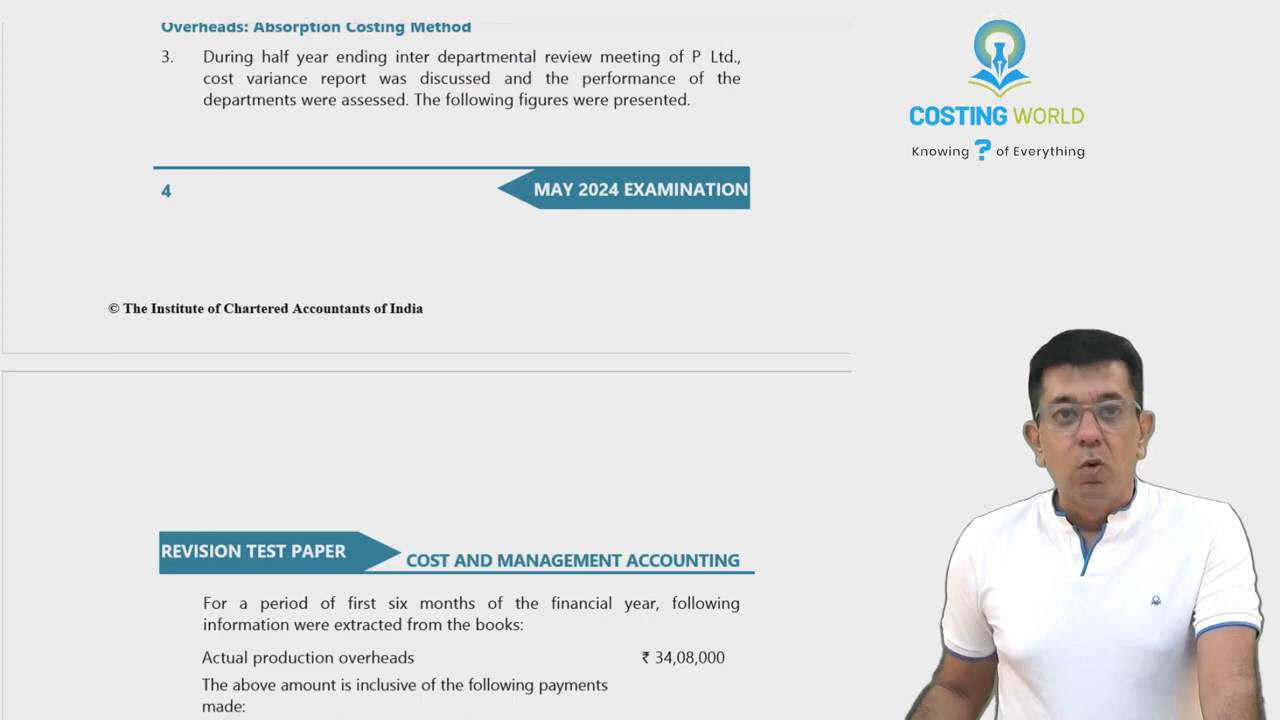 Overheads: Absorption Costing Method
3. During half year ending inter departmental review meeting of P Ltd.,
cost variance report was discussed and the performance of the
departments were assessed. The following figures were presented.
4
MAY 2024 EXAMINATION
© The Institute of Chartered Accountants of India
REVISION TEST PAPER
COST AND MANAGEMENT ACCOUNTING
For a period of first six months of the financial year, following
information were extracted from the books:
Actual production overheads ₹ 34,08,000
The above amount is inclusive of the following payments
made:
COSTING WORLD
Knowing ? of Everything